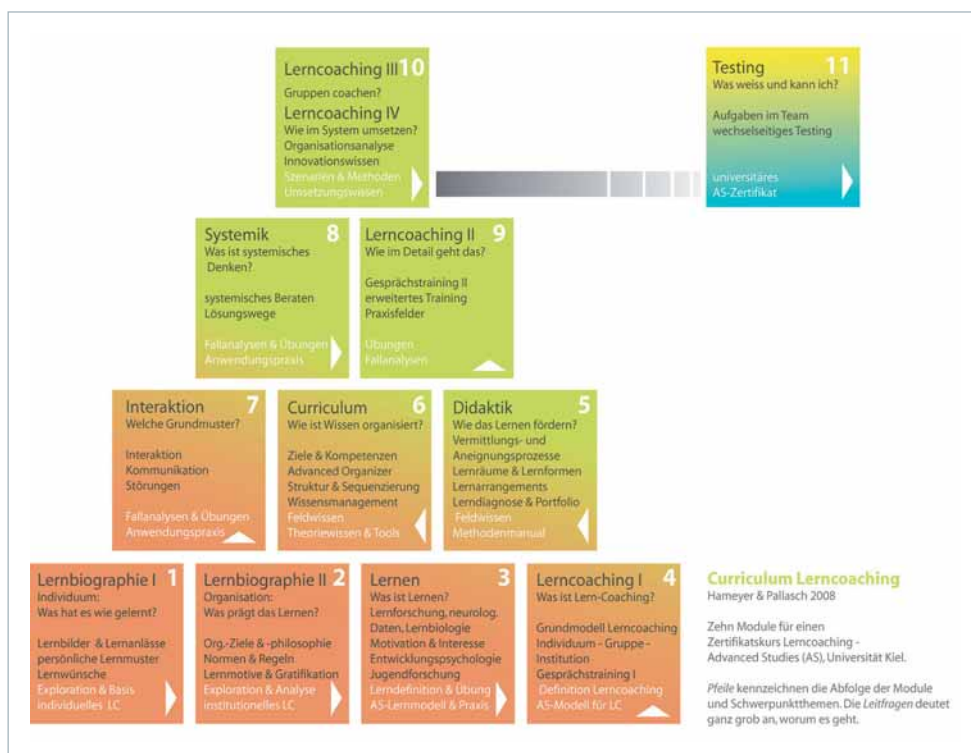 Lerncoaching III 10
Gruppen coachen?
Lerncoaching IV
Wie im System umsetzen?
Organisationsanalyse
Innovationswissen
Szenarien & Methoden
Umsetzungswissen
Testing 11
Was weiss und kann ich?
Aufgaben im Team
wechselseitiges Testing
universitäres
AS-Zertifikat
Systemik 8
Was ist systemisches
Denken?
systemisches Beraten
Lösungswege
Fallanalysen & Übungen
Anwendungspraxis
Lerncoaching II 9
Wie im Detail geht das?
Gesprächstraining II
erweitertes Training
Praxisfelder
Übungen
Fallanalysen
Interaktion 7
Welche Grundmuster?
Interaktion
Kommunikation
Störungen
Fallanalysen & Übungen
Anwendungspraxis
Curriculum 6
Wie ist Wissen organisiert?
Ziele & Kompetenzen
Advanced Organizer
Struktur & Sequenzierung
Wissensmanagement
Feldwissen
Theoriewissen & Tools
Didaktik 5
Wie das Lernen fördern?
Vermittlungs- und
Aneignungsprozesse
Lernräume & Lernformen
Lernarrangements
Lerndiagnose & Portfolio
Feldwissen
Methodenmanual
Lernbiographie I 1
Individuum:
Was hat es wie gelernt?
Lernbilder & Lernanlässe
persönliche Lernmuster
Lernwünsche
Exploration & Basis
individuelles LC
Lernbiographie II 2
Organisation:
Was prägt das Lernen?
Org.-Ziele & -philosophie
Normen & Regeln
Lernmotive & Gratifikation
Exploration & Analyse
institutionelles LC
Lernen 3
Was ist Lernen?
Lernforschung, neurolog.
Daten, Lernbiologie
Motivation & Interesse
Entwicklungspsychologie
Jugendforschung
Lerndefinition & Übung
AS-Lernmodell & Praxis
Lerncoaching I 4
Was ist Lern-Coaching?
Grundmodell Lerncoaching
Individuum - Gruppe -
Institution
Gesprächstraining I
Definition Lerncoaching
AS-Modell für LC
Curriculum Lerncoaching
Hameyer & Pallasch 2008
Zehn Module für einen
Zertifikatskurs Lerncoaching -
Advanced Studies (AS), Universität Kiel.
Pfeile kennzeichnen die Abfolge der Module
und Schwerpunktthemen. Die Leitfragen deutet
ganz grob an, worum es geht.